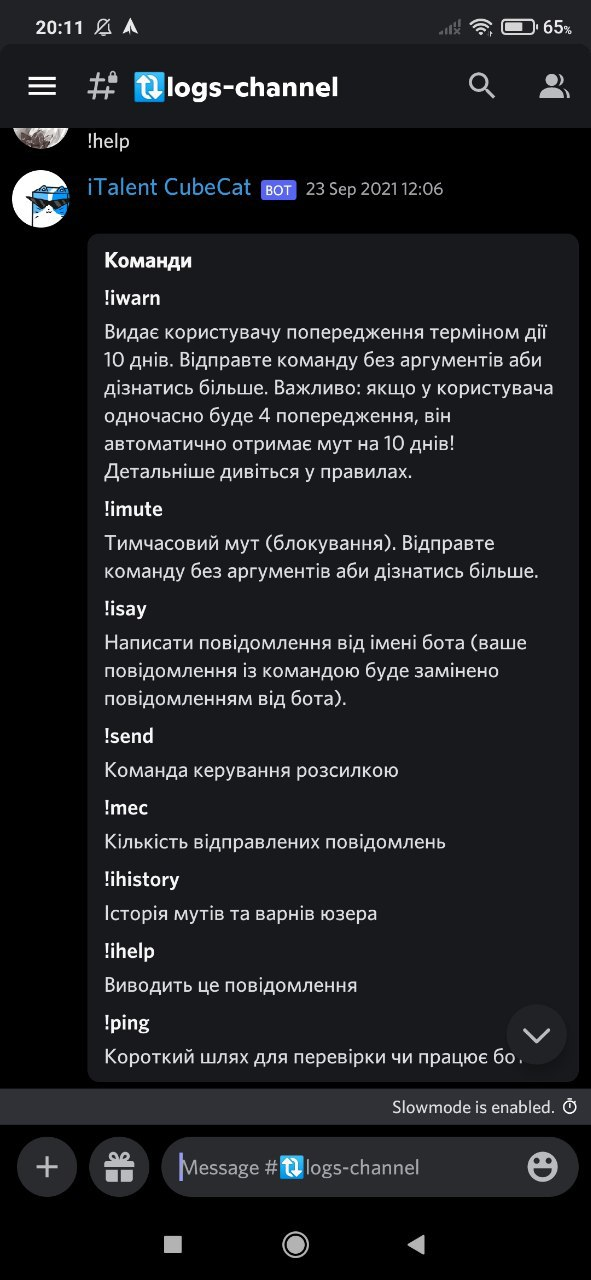 20:11
65%
logs-channel
!help
iTalent CubeCat BOT 23 Sep 2021 12:06
Команди
!iwarn
Видає користувачу попередження терміном дії
10 днів. Відправте команду без аргументів аби
дізнатись більше. Важливо: якщо у користувача
одночасно буде 4 попередження, він
автоматично отримає мут на 10 днів!
Детальніше дивіться у правилах.
!imute
Тимчасовий мут (блокування). Відправте
команду без аргументів аби дізнатись більше.
!isay
Написати повідомлення від імені бота (ваше
повідомлення із командою буде замінено
повідомленням від бота).
!send
Команда керування розсилкою
!mec
Кількість відправлених повідомлень
!ihistory
Історія мутів та варнів юзера
!ihelp
Виводить це повідомлення
!ping
Короткий шлях для перевірки чи працює бот
Slowmode is enabled.
Message #🔃logs-channel